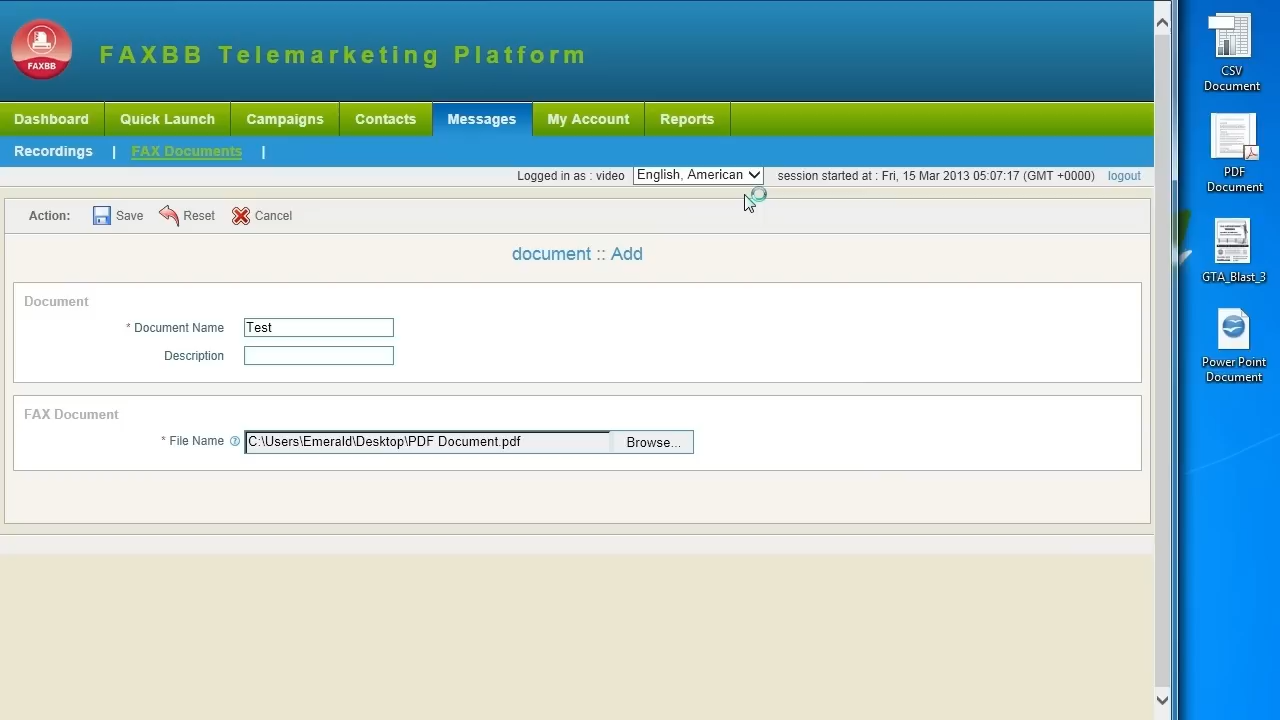 FAXBB
FAXBB Telemarketing Platform
Dashboard Quick Launch Campaigns Contacts Messages My Account Reports
Recordings | FAX Documents |
Logged in as : video English, American session started at : Fri, 15 Mar 2013 05:07:17 (GMT +0000) logout
Action: Save Reset Cancel
document :: Add
Document
* Document Name Test
Description
FAX Document
* File Name ? C:\Users\Emerald\Desktop\PDF Document.pdf Browse...
CSV
Document
PDF
Document
GTA_Blast_3
Power Point
Document